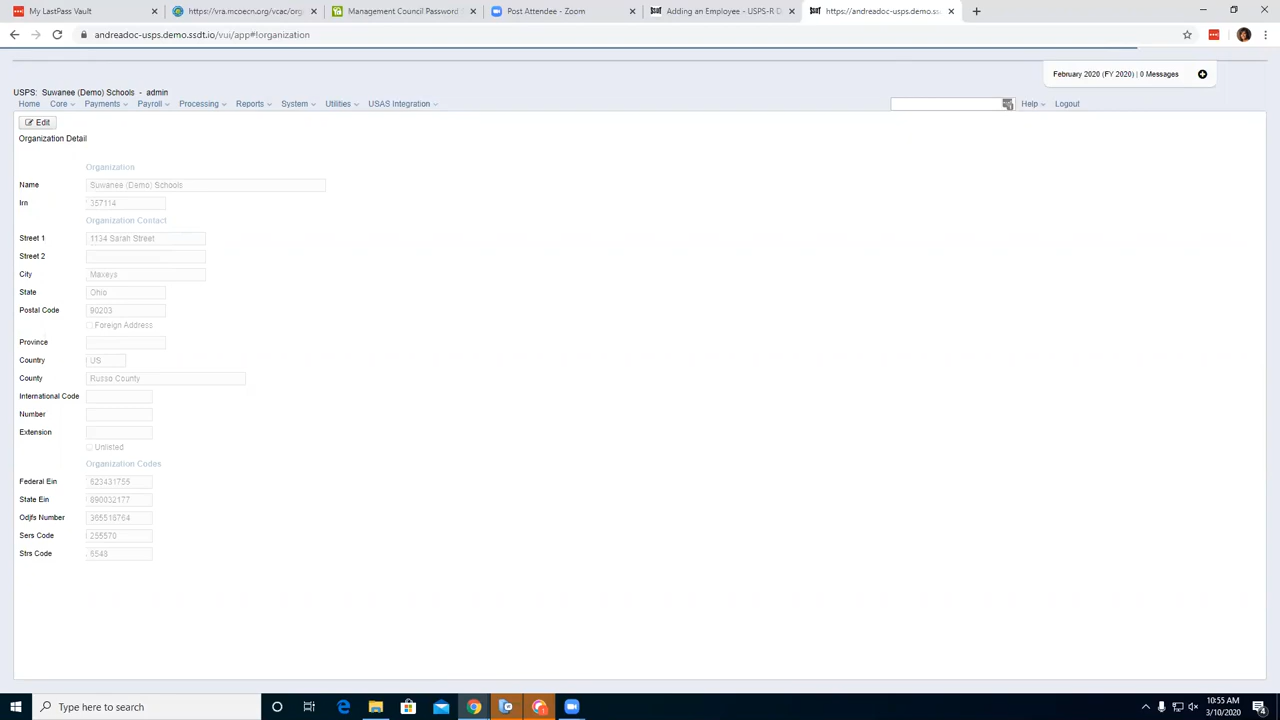 My LastPass Vault
https://vra.mcoecn.org/vcac/org
Management Council Password
Post Attendee - Zoom
Adding an Employee - USPS-R D
https://andreadoc-usps.demo.ss
andreadoc-usps.demo.ssdt.io/vui/app#!organization
February 2020 (FY 2020) | 0 Messages
USPS: Suwanee (Demo) Schools - admin
Home Core Payments Payroll Processing Reports System Utilities USAS Integration Help Logout
Edit
Organization Detail
Organization
Name Suwanee (Demo) Schools
Irn 357114
Organization Contact
Street 1 1134 Sarah Street
Street 2
City Maxeys
State Ohio
Postal Code 90203
Foreign Address
Province
Country US
County Russo County
International Code
Number
Extension
Unlisted
Organization Codes
Federal Ein 623431755
State Ein 890032177
Odjfs Number 365518764
Sers Code 255570
Strs Code 6548
Type here to search
10:55 AM
3/10/2020
4